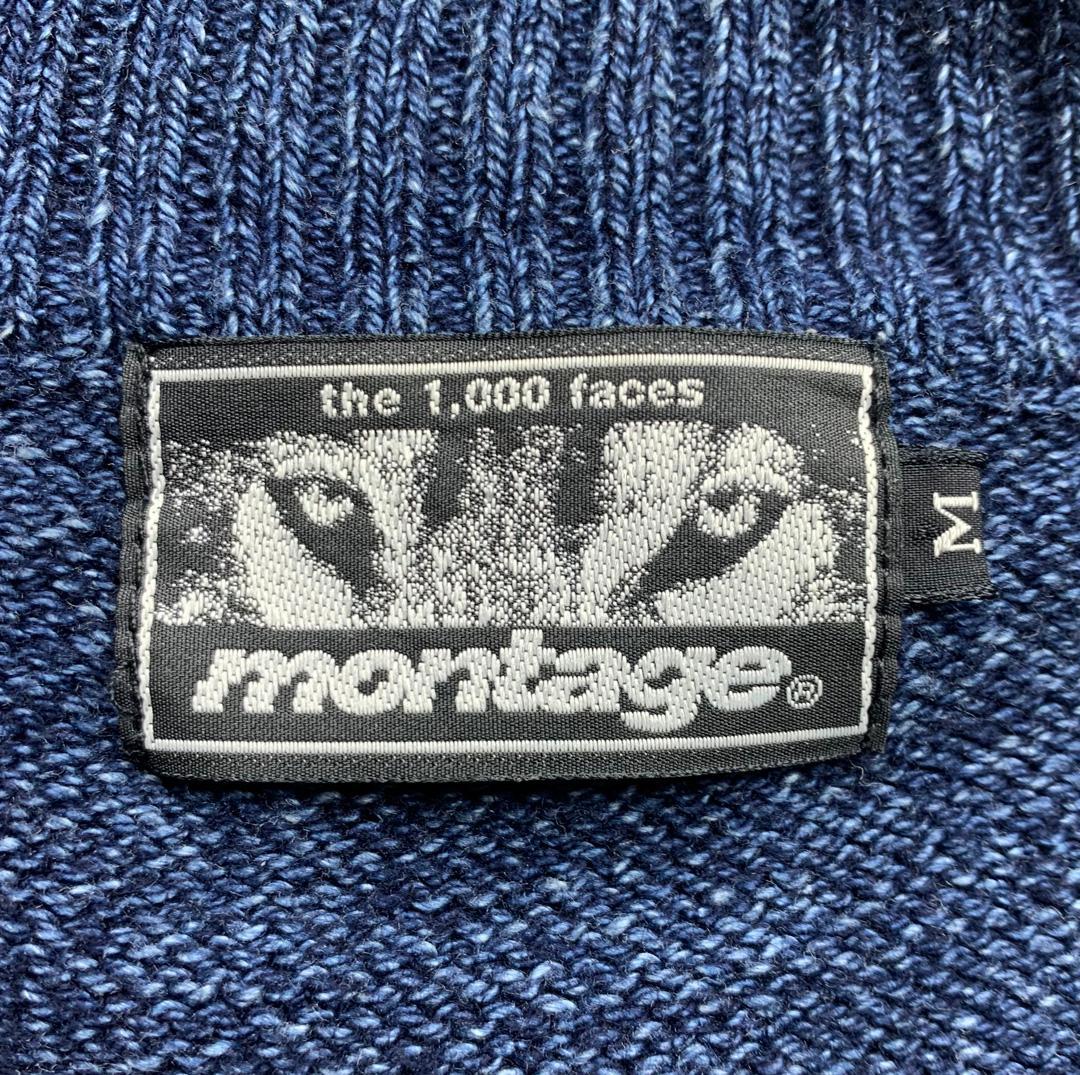 the 1,000 faces
montage®
M